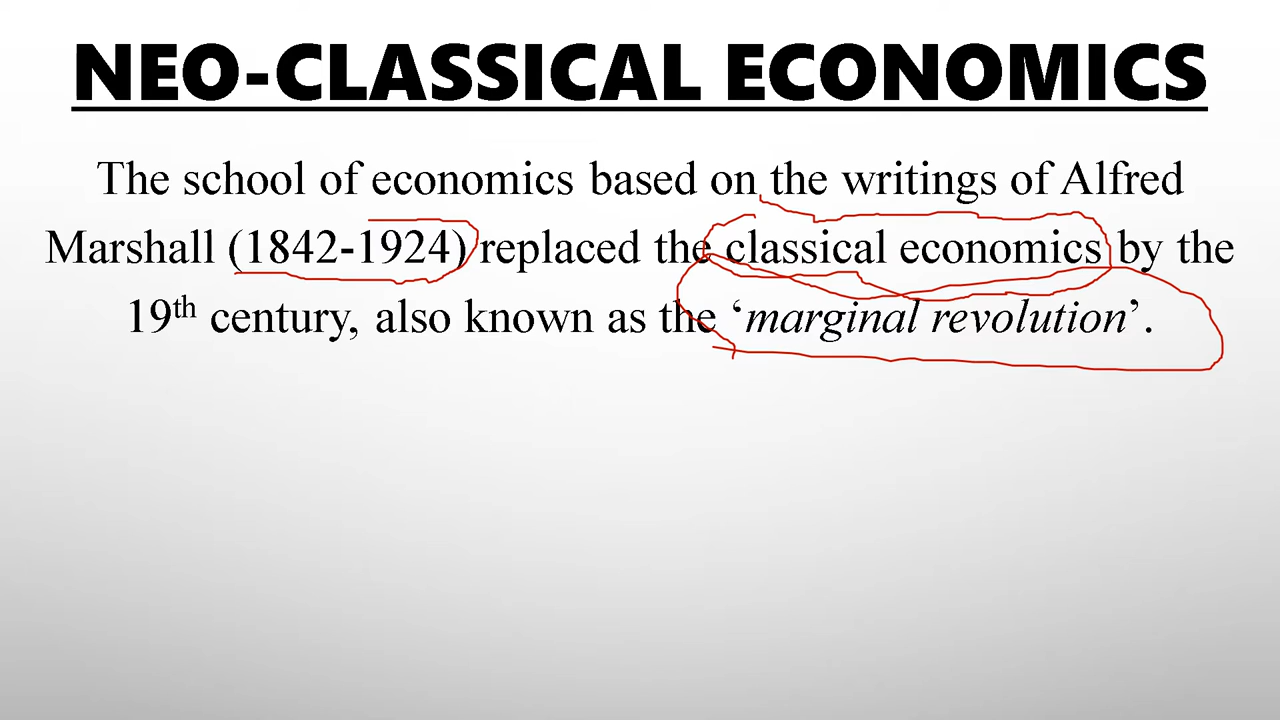 NEO-CLASSICAL ECONOMICS
The school of economics based on the writings of Alfred
Marshall (1842-1924) replaced the classical economics by the
19th century, also known as the ‘marginal revolution’.